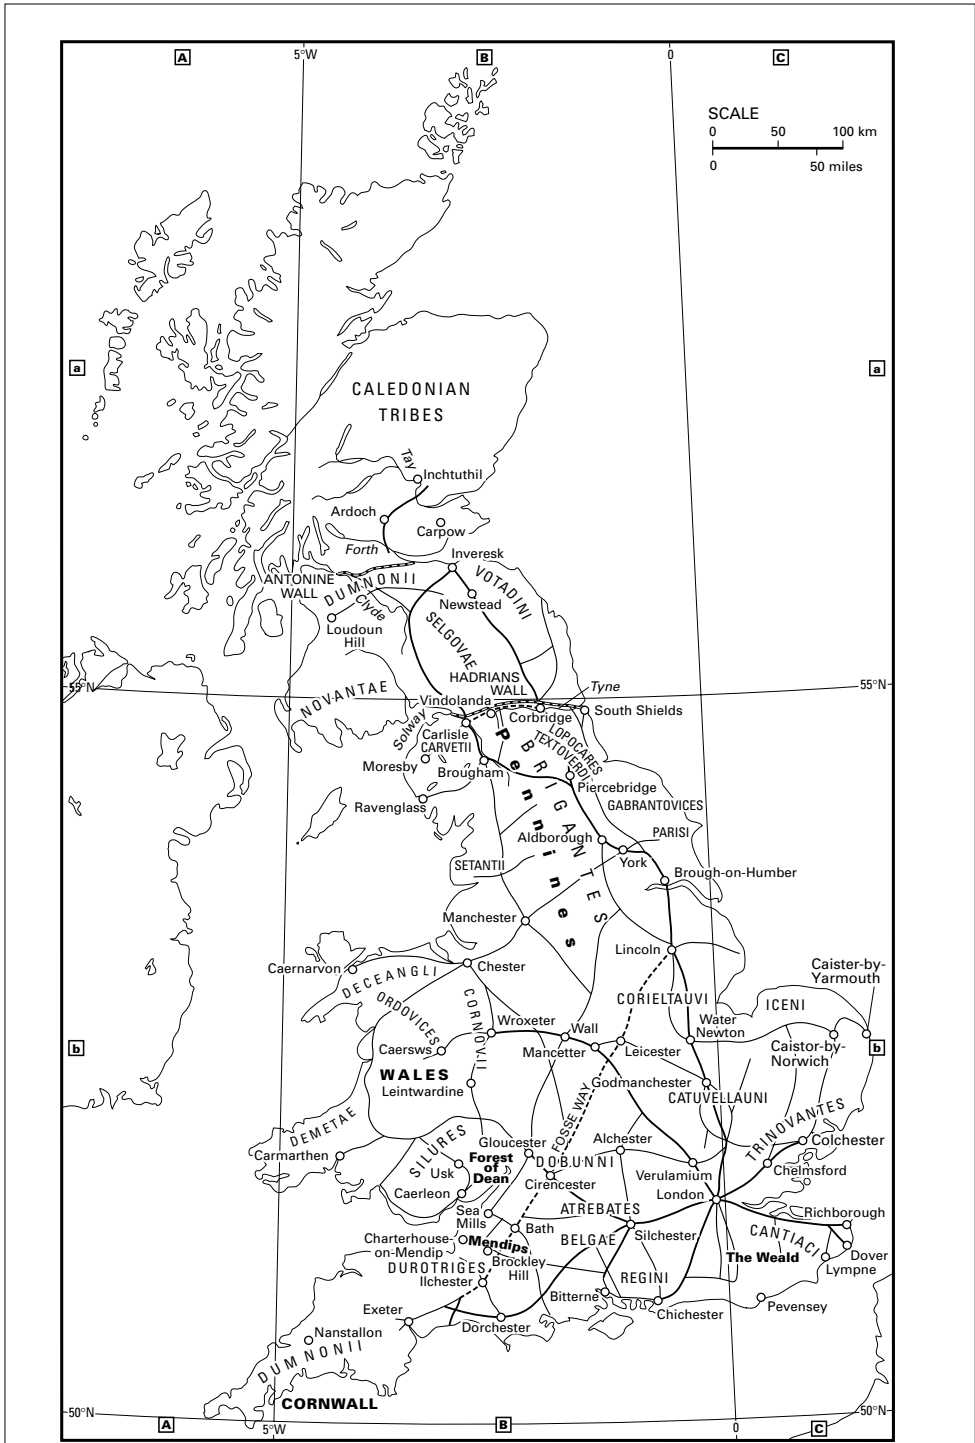 A
5°W
B
0
C
SCALE
0 50 100 km
0 50 miles
a
a
CALEDONIAN
TRIBES
Tay
Inchtuthil
Ardoch
Carpow
Forth
Inveresk
ANTONINE
WALL
DUMNONII
VOTADINI
Clyde
Newstead
Loudoun
Hill
SELGOVAE
HADRIANS
WALL
55°N
55°N
NOVANTAE
Vindolanda
Tyne
Corbridge
South Shields
Solway
Carlisle
CARVETII
LOPOCARES
TEXTOVERDI
Moresby
Brougham
Pennines
BRIGANTES
Piercebridge
Ravenglass
GABRANTOVICES
Aldborough
PARISI
York
SETANTII
Brough-on-Humber
Manchester
Lincoln
Caernarvon
Chester
DECEANGLI
Caister-by-
Yarmouth
ORDOVICES
CORNOVII
CORIELTAUVI
ICENI
Wroxeter
Wall
Water
Newton
b
Caersws
Mancetter
Leicester
Caistor-by-
Norwich
b
WALES
Leintwardine
Godmanchester
CATUVELLAUNI
FOSSE WAY
DEMETAE
SILURES
TRINOVANTES
Carmarthen
Gloucester
Alchester
Colchester
Usk
Forest
of
Dean
DOBUNNI
Chelmsford
Caerleon
Cirencester
Verulamium
London
Sea
Mills
ATREBATES
Richborough
Bath
Charterhouse-
on-Mendip
Mendips
BELGAE
Silchester
CANTIACI
Brockley
Hill
The Weald
Dover
Lympne
DUROTRIGES
Ilchester
REGINI
Bitterne
Chichester
Pevensey
Exeter
Dorchester
Nanstallon
DUMNONII
CORNWALL
50°N
50°N
A
5°W
B
0
C